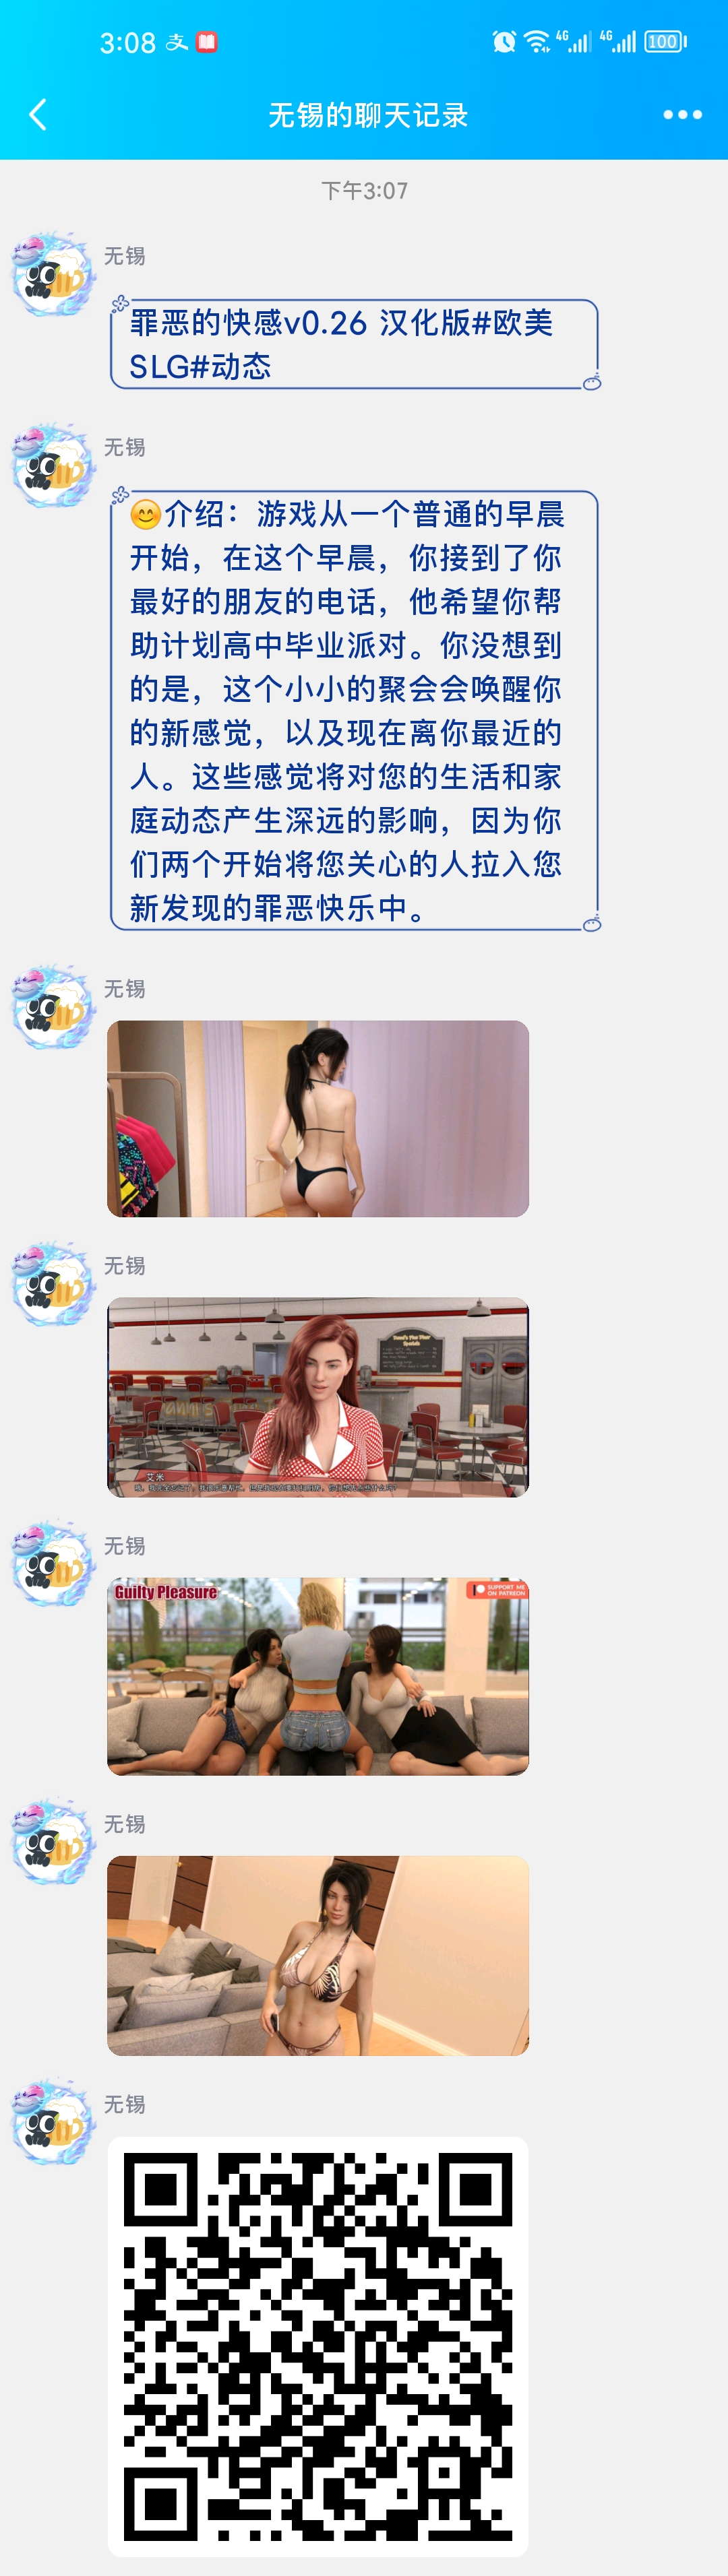 3:08
支
4G
4G
100
无锡的聊天记录
下午3:07
无锡
罪恶的快感v0.26 汉化版#欧美
SLG#动态
无锡
😊介绍：游戏从一个普通的早晨
开始，在这个早晨，你接到了你
最好的朋友的电话，他希望你帮
助计划高中毕业派对。你没想到
的是，这个小小的聚会会唤醒你
的新感觉，以及现在离你最近的
人。这些感觉将对您的生活和家
庭动态产生深远的影响，因为你
们两个开始将您关心的人拉入您
新发现的罪恶快乐中。
无锡
无锡
艾米
无锡
Guilty Pleasure
SUPPORT ME
ON PATREON
无锡
无锡